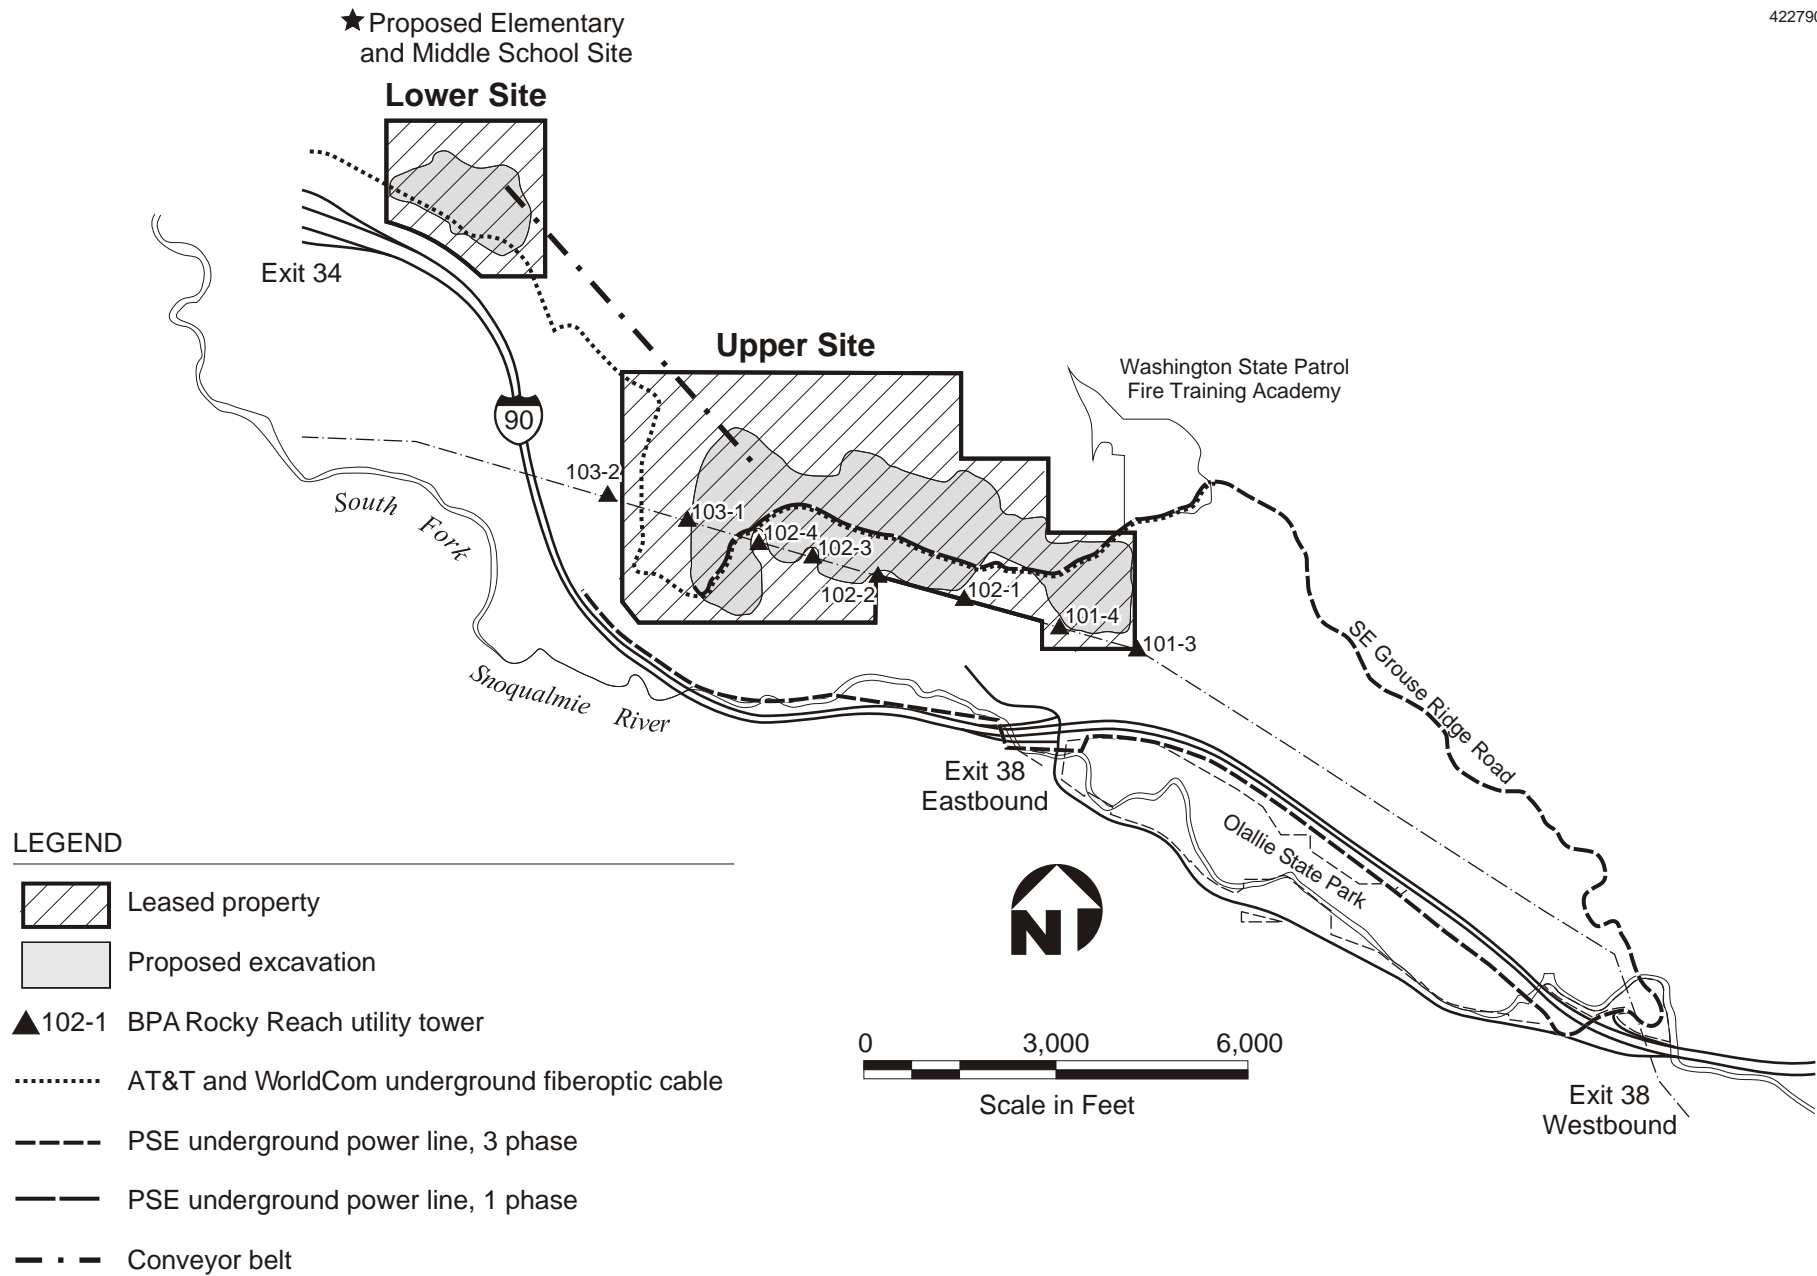 422790
★ Proposed Elementary
and Middle School Site
Lower Site
Exit 34
Upper Site
Washington State Patrol
Fire Training Academy
90
103-2
South Fork
103-1
102-4
102-3
102-2
102-1
101-4
101-3
SE Grouse Ridge Road
Snoqualmie River
Exit 38
Eastbound
Olallie State Park
LEGEND
Leased property
Proposed excavation
102-1 BPA Rocky Reach utility tower
AT&T and WorldCom underground fiberoptic cable
PSE underground power line, 3 phase
PSE underground power line, 1 phase
Conveyor belt
N
0 3,000 6,000
Scale in Feet
Exit 38
Westbound